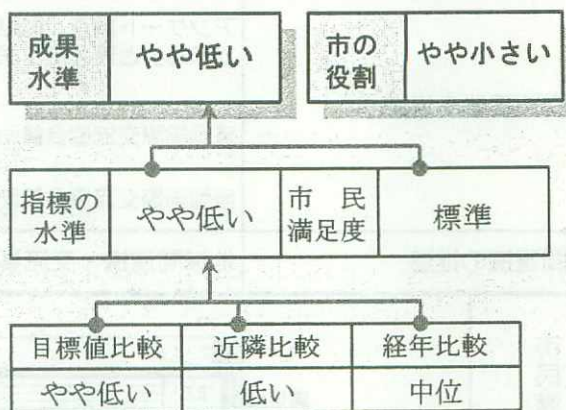 成果水準 やや低い 市の役割 やや小さい
指標の水準 やや低い 市民満足度 標準
目標値比較 近隣比較 経年比較
やや低い 低い 中位